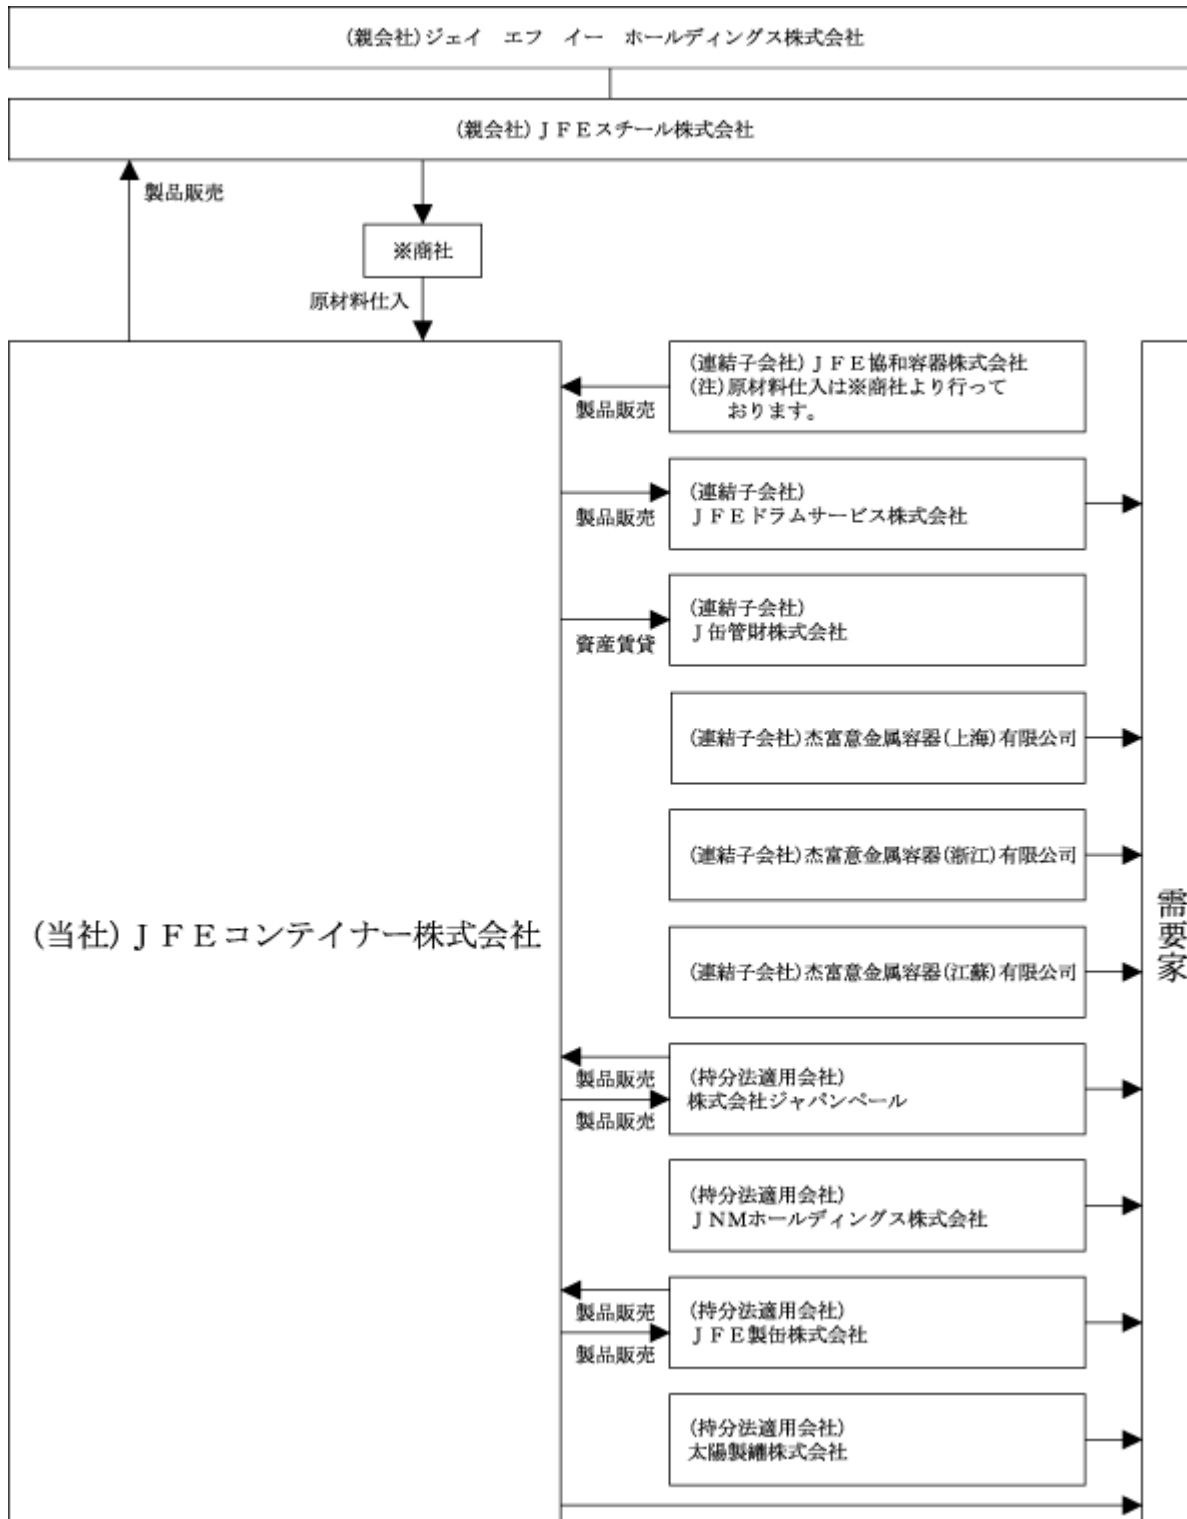 (親会社)ジェイ　エフ　イー　ホールディングス株式会社
(親会社)ＪＦＥスチール株式会社
製品販売
※商社
原材料仕入
(当社)ＪＦＥコンテイナー株式会社
(連結子会社)ＪＦＥ協和容器株式会社
(注)原材料仕入は※商社より行って
おります。
製品販売
(連結子会社)
ＪＦＥドラムサービス株式会社
製品販売
(連結子会社)
Ｊ缶管財株式会社
資産賃貸
(連結子会社)杰富意金属容器(上海)有限公司
(連結子会社)杰富意金属容器(浙江)有限公司
(連結子会社)杰富意金属容器(江蘇)有限公司
製品販売
製品販売
(持分法適用会社)
株式会社ジャパンペール
(持分法適用会社)
ＪＮＭホールディングス株式会社
製品販売
製品販売
(持分法適用会社)
ＪＦＥ製缶株式会社
(持分法適用会社)
太陽製罐株式会社
需要家